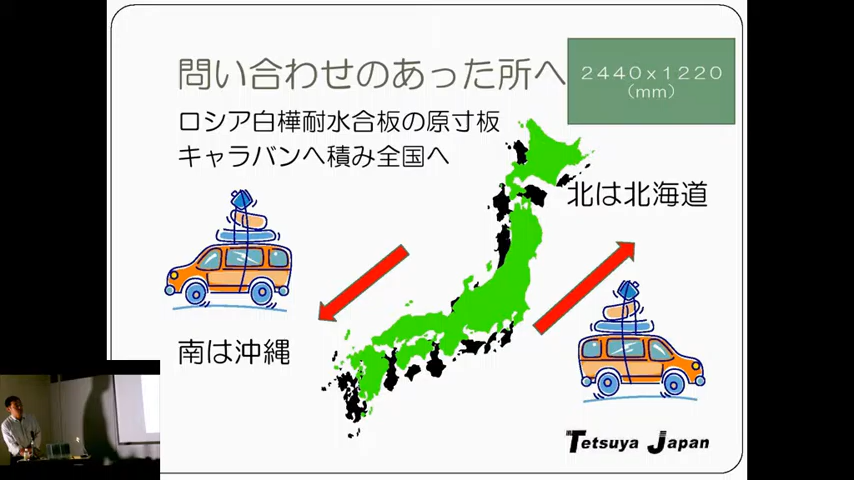 問い合わせのあった所へ
2440x1220
(mm)
ロシア白樺耐水合板の原寸板
キャラバンへ積み全国へ
北は北海道
南は沖縄
Tetsuya Japan